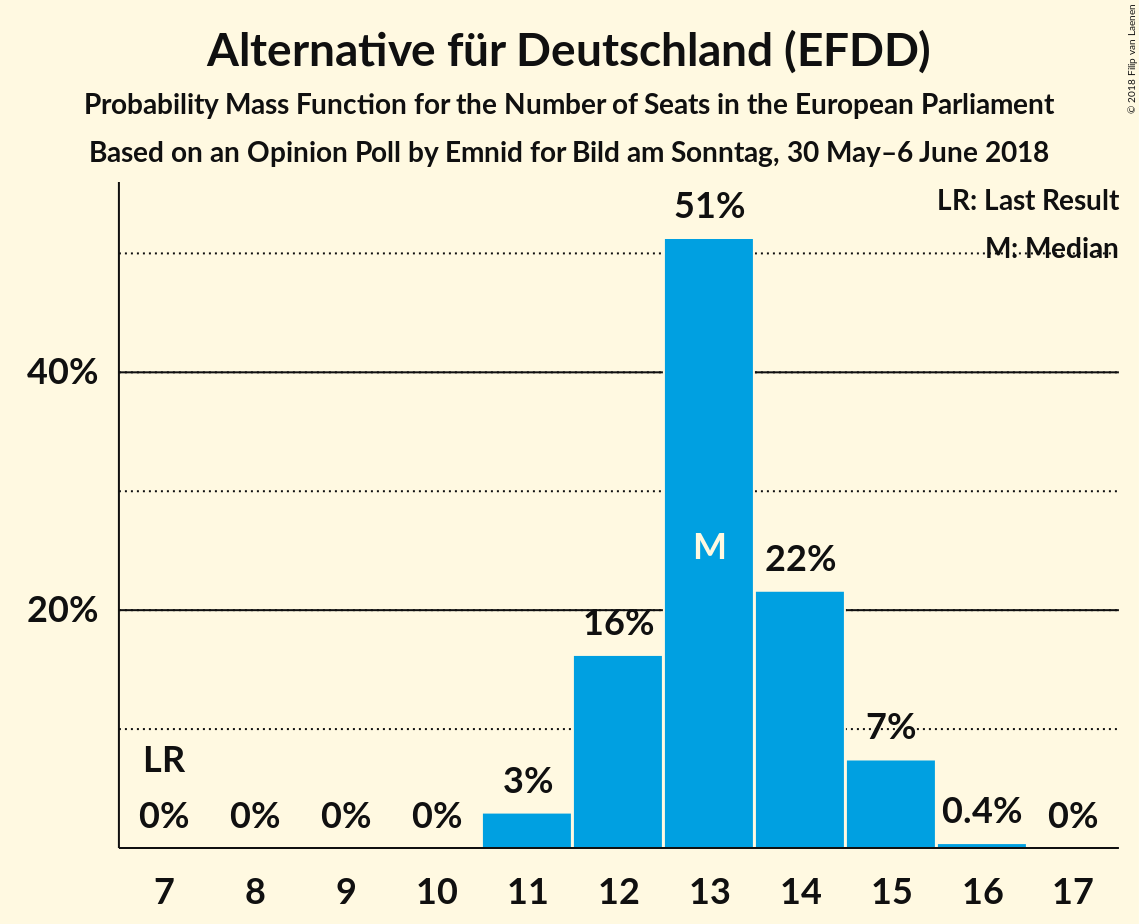 Alternative für Deutschland (EFDD)
Probability Mass Function for the Number of Seats in the European Parliament
Based on an Opinion Poll by Emnid for Bild am Sonntag, 30 May–6 June 2018
© 2018 Filip van Laenen
LR: Last Result
M: Median
51%
40%
M
22%
20%
16%
7%
LR
3%
0% 0% 0% 0% 0.4% 0%
7 8 9 10 11 12 13 14 15 16 17